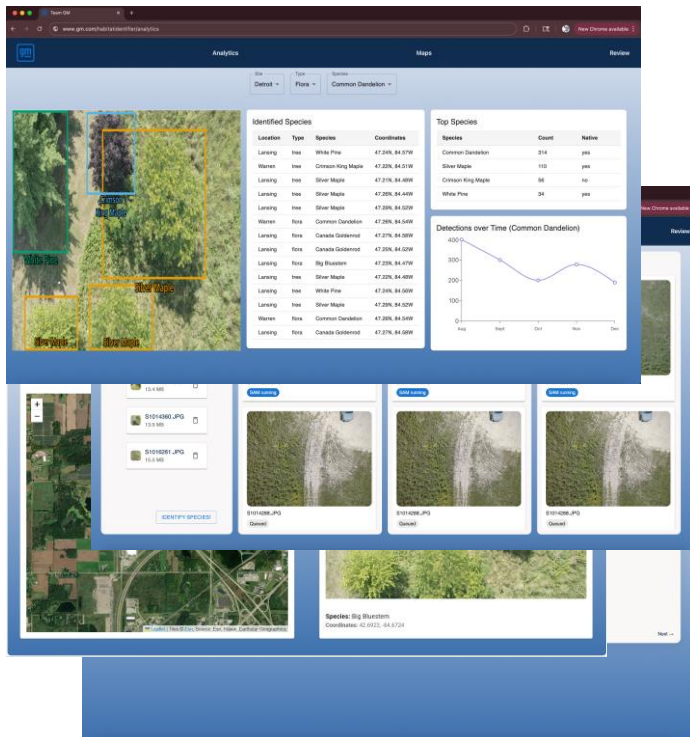 Team GM
www.gm.com/habitatidentifier/analytics
New Chrome available
gm
Analytics
Maps
Review
Site
Type
Species
Detroit
Flora
Common Dandelion
Crimson
King Maple
White Pine
Silver Maple
Silver Maple
Silver Maple
Identified Species
Location Type Species Coordinates
Lansing tree White Pine 47.24N, 84.57W
Warren tree Crimson King Maple 47.22N, 84.51W
Lansing tree Silver Maple 47.21N, 84.48W
Lansing tree Silver Maple 47.26N, 84.44W
Lansing tree Silver Maple 47.29N, 84.52W
Warren flora Common Dandelion 47.26N, 84.54W
Lansing flora Canada Goldenrod 47.27N, 84.58W
Lansing flora Canada Goldenrod 47.25N, 84.52W
Lansing flora Big Bluestem 47.23N, 84.47W
Lansing tree Silver Maple 47.22N, 84.48W
Lansing tree White Pine 47.24N, 84.56W
Lansing tree Silver Maple 47.29N, 84.52W
Warren flora Common Dandelion 47.26N, 84.54W
Lansing flora Canada Goldenrod 47.27N, 84.58W
Top Species
Species Count Native
Common Dandelion 314 yes
Silver Maple 110 yes
Crimson King Maple 56 no
White Pine 34 yes
Detections over Time (Common Dandelion)
400
300
200
100
0
Aug Sept Oct Nov Dec
New Chrome available
Review
13.4 MB
S1014360.JPG
S1016281.JPG
IDENTIFY SPECIES!
SAM running
SAM running
SAM running
S1014286.JPG
Queued
S1014286.JPG
Queued
S1014286.JPG
Queued
+
−
Leaflet
Species: Big Bluestem
Coordinates: 42.6923, -84.6724
Next →